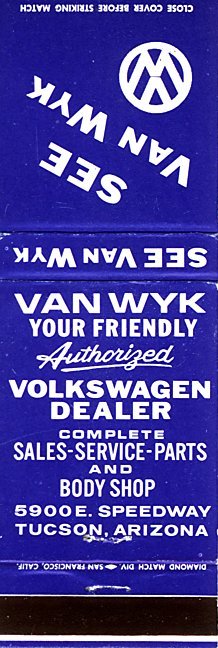 CLOSE COVER BEFORE STRIKING MATCH
SEE
VAN WYK
SEE VAN WYK
VAN WYK
YOUR FRIENDLY
Authorized
VOLKSWAGEN
DEALER
COMPLETE
SALES-SERVICE-PARTS
AND
BODY SHOP
5900 E. SPEEDWAY
TUCSON, ARIZONA
DIAMOND MATCH DIV. SAN FRANCISCO, CALIF.